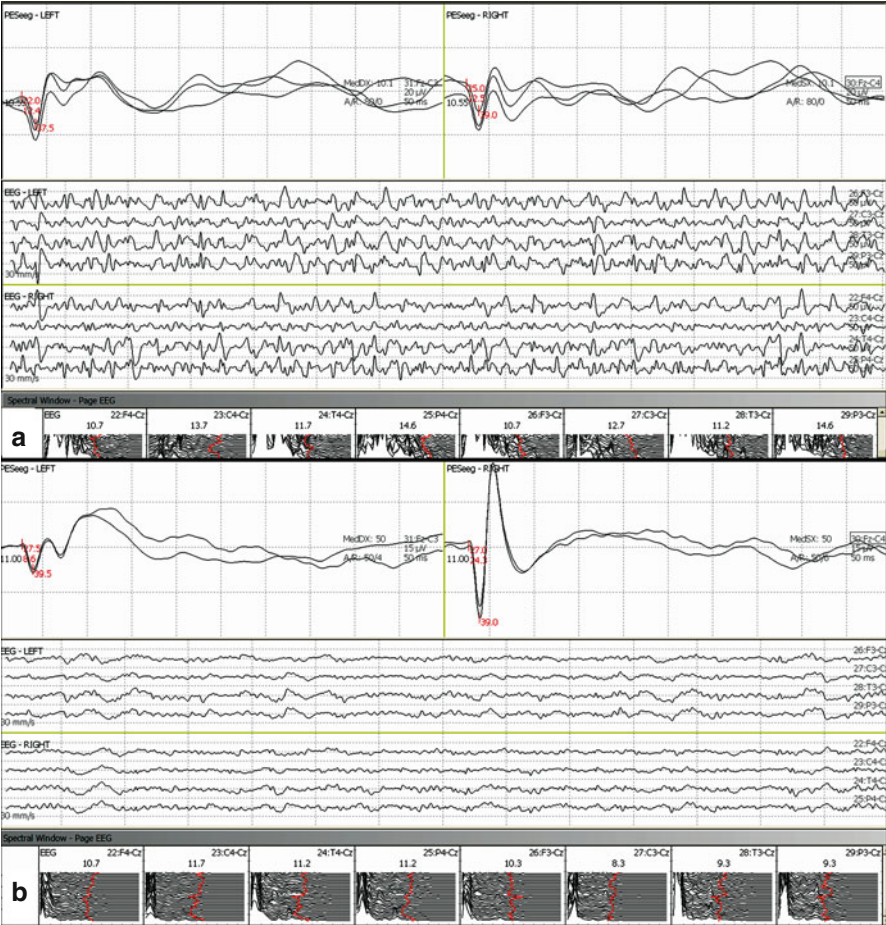 PESeeg - LEFT
PESeeg - RIGHT
MedDX: 10.1 31:Fz-C3
20 µV
A/R: 80/0 50 ms
10.55
37.5
MedSX: 10.1 30:Fz-C4
20 µV
A/R: 80/0 50 ms
10.55
25.0
39.0
EEG - LEFT
26:F3-Cz
27:C3-Cz
28:T3-Cz
29:P3-Cz
30 mm/s
EEG - RIGHT
22:F4-Cz
50 µV
23:C4-Cz
24:T4-Cz
25:P4-Cz
30 mm/s
Spectral Window - Page EEG
EEG 22:F4-Cz 23:C4-Cz 24:T4-Cz 25:P4-Cz 26:F3-Cz 27:C3-Cz 28:T3-Cz 29:P3-Cz
10.7 13.7 11.7 14.6 10.7 12.7 11.2 14.6
a
PESeeg - LEFT
PESeeg - RIGHT
MedDX: 50 31:Fz-C3
15 µV
A/R: 50/4 50 ms
11.00
39.5
MedSX: 50 30:Fz-C4
15 µV
50 ms
11.00
27.0
39.0
EEG - LEFT
26:F3-Cz
27:C3-Cz
28:T3-Cz
29:P3-Cz
30 mm/s
EEG - RIGHT
22:F4-Cz
23:C4-Cz
24:T4-Cz
25:P4-Cz
30 mm/s
Spectral Window - Page EEG
EEG 22:F4-Cz 23:C4-Cz 24:T4-Cz 25:P4-Cz 26:F3-Cz 27:C3-Cz 28:T3-Cz 29:P3-Cz
10.7 11.7 11.2 11.2 10.3 8.3 9.3 9.3
b